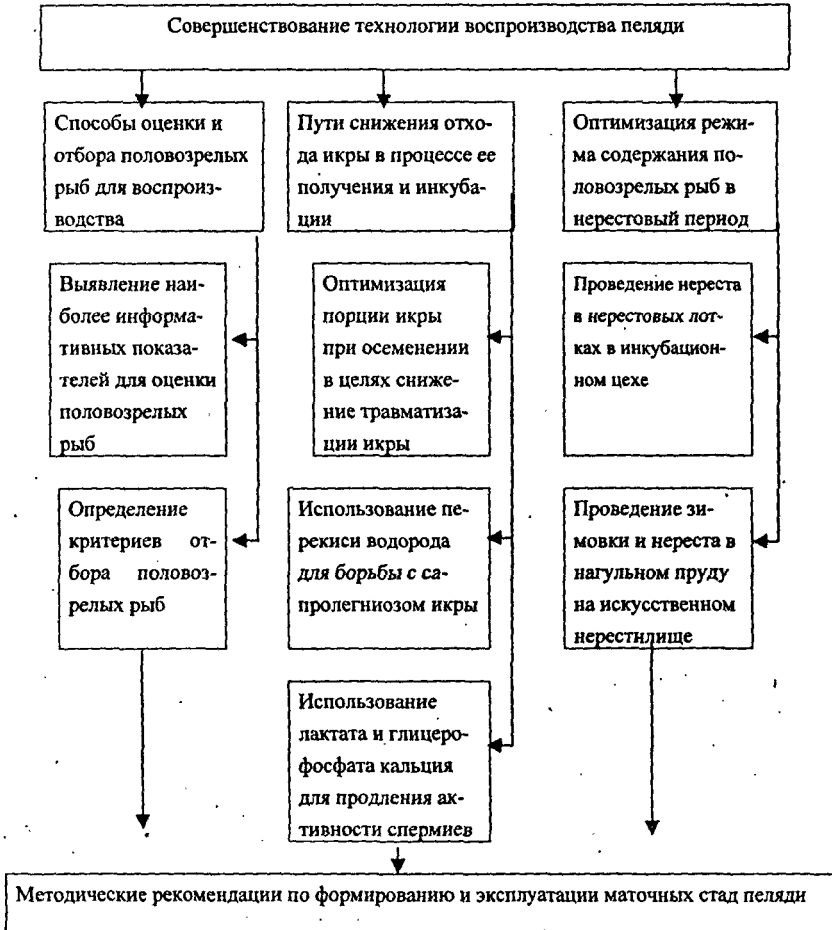 Совершенствование технологии воспроизводства пеляди
Способы оценки и
отбора половозрелых
рыб для воспроиз-
водства
Пути снижения отхо-
да икры в процессе ее
получения и инкуба-
ции
Оптимизация режи-
ма содержания по-
ловозрелых рыб в
нерестовый период
Выявление наи-
более информа-
тивных показа-
телей для оценки
половозрелых
рыб
Оптимизация
порции икры
при осеменении
в целях сниже-
ние травматиза-
ции икры
Проведение нереста
в нерестовых лот-
ках в инкубацион-
ном цехе
Определение
критериев от-
бора половоз-
релых рыб
Использование пе-
рекиси водорода
для борьбы с са-
пролегниозом икры
Проведение зи-
мовки и нереста в
нагульном пруду
на искусственном
нерестилище
Использование
лактата и глицеро-
фосфата кальция
для продления ак-
тивности спермиев
Методические рекомендации по формированию и эксплуатации маточных стад пеляди